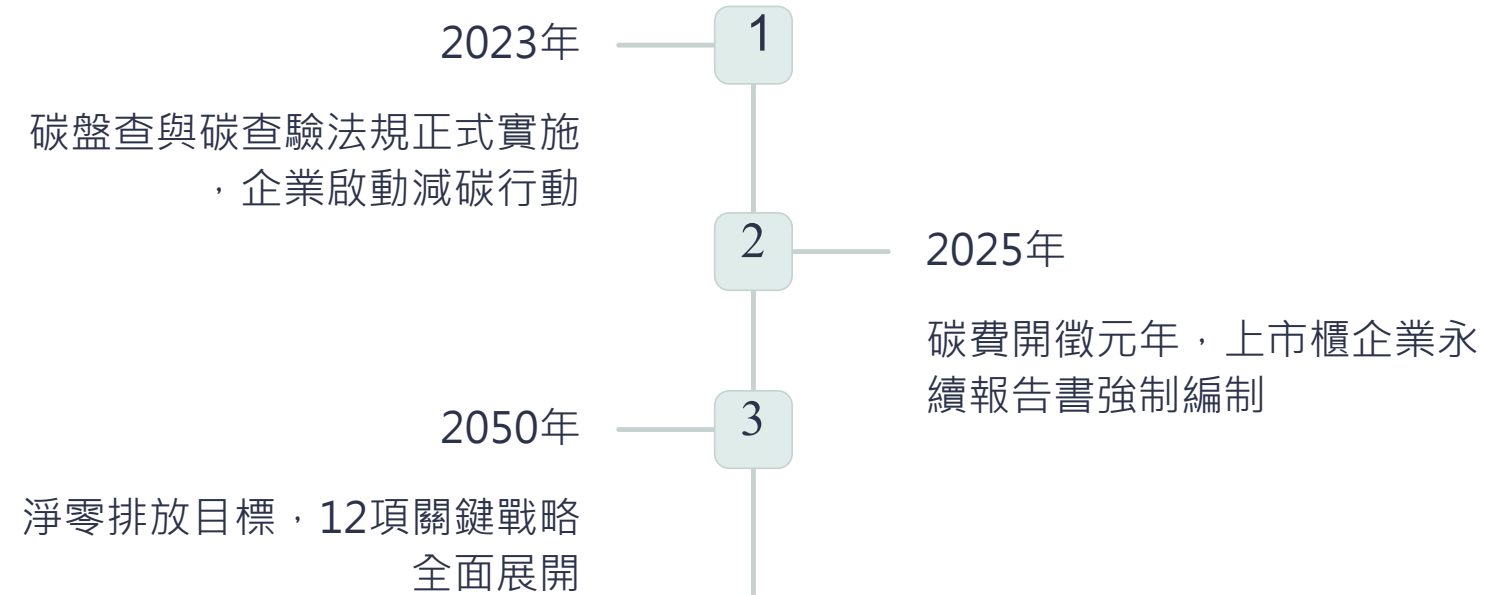 1
2023年
碳盤查與碳查驗法規正式實施
，企業啟動減碳行動
2
2025年
碳費開徵元年，上市櫃企業永
續報告書強制編制
3
2050年
淨零排放目標，12項關鍵戰略
全面展開